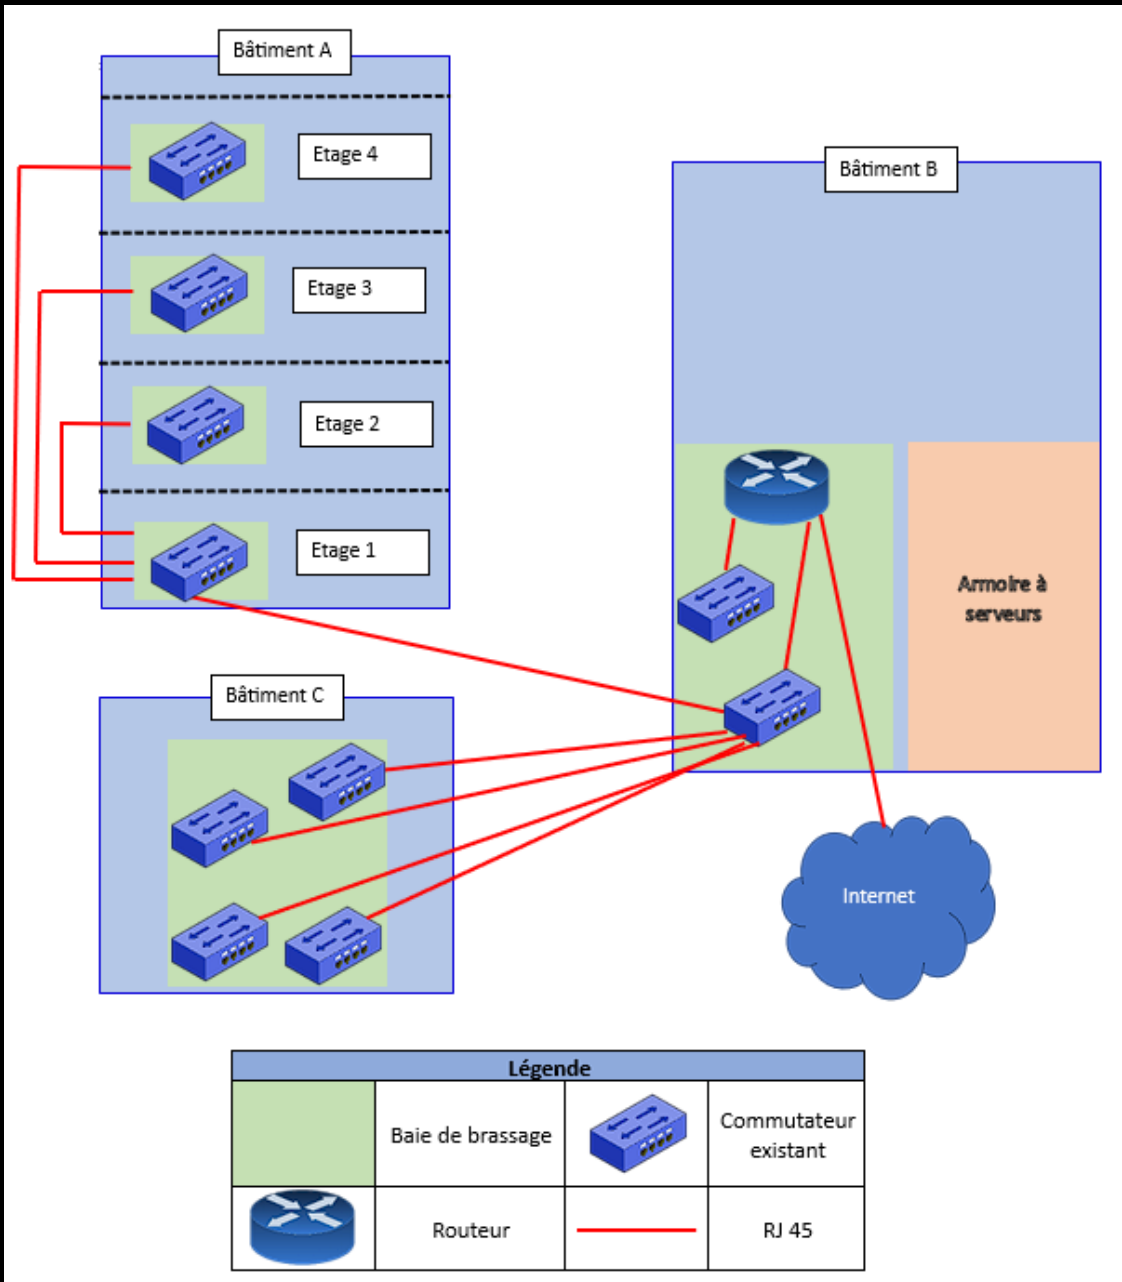 Bâtiment A
Etage 4
Etage 3
Etage 2
Etage 1
Bâtiment B
Armoire à
serveurs
Bâtiment C
Internet
Légende
Baie de brassage
Commutateur
existant
Routeur
RJ 45